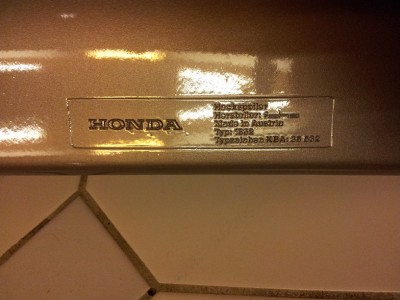 HONDA
Heckspoiler
Hersteller:
Made in Austria
Typ:
Typzeichen KBA: